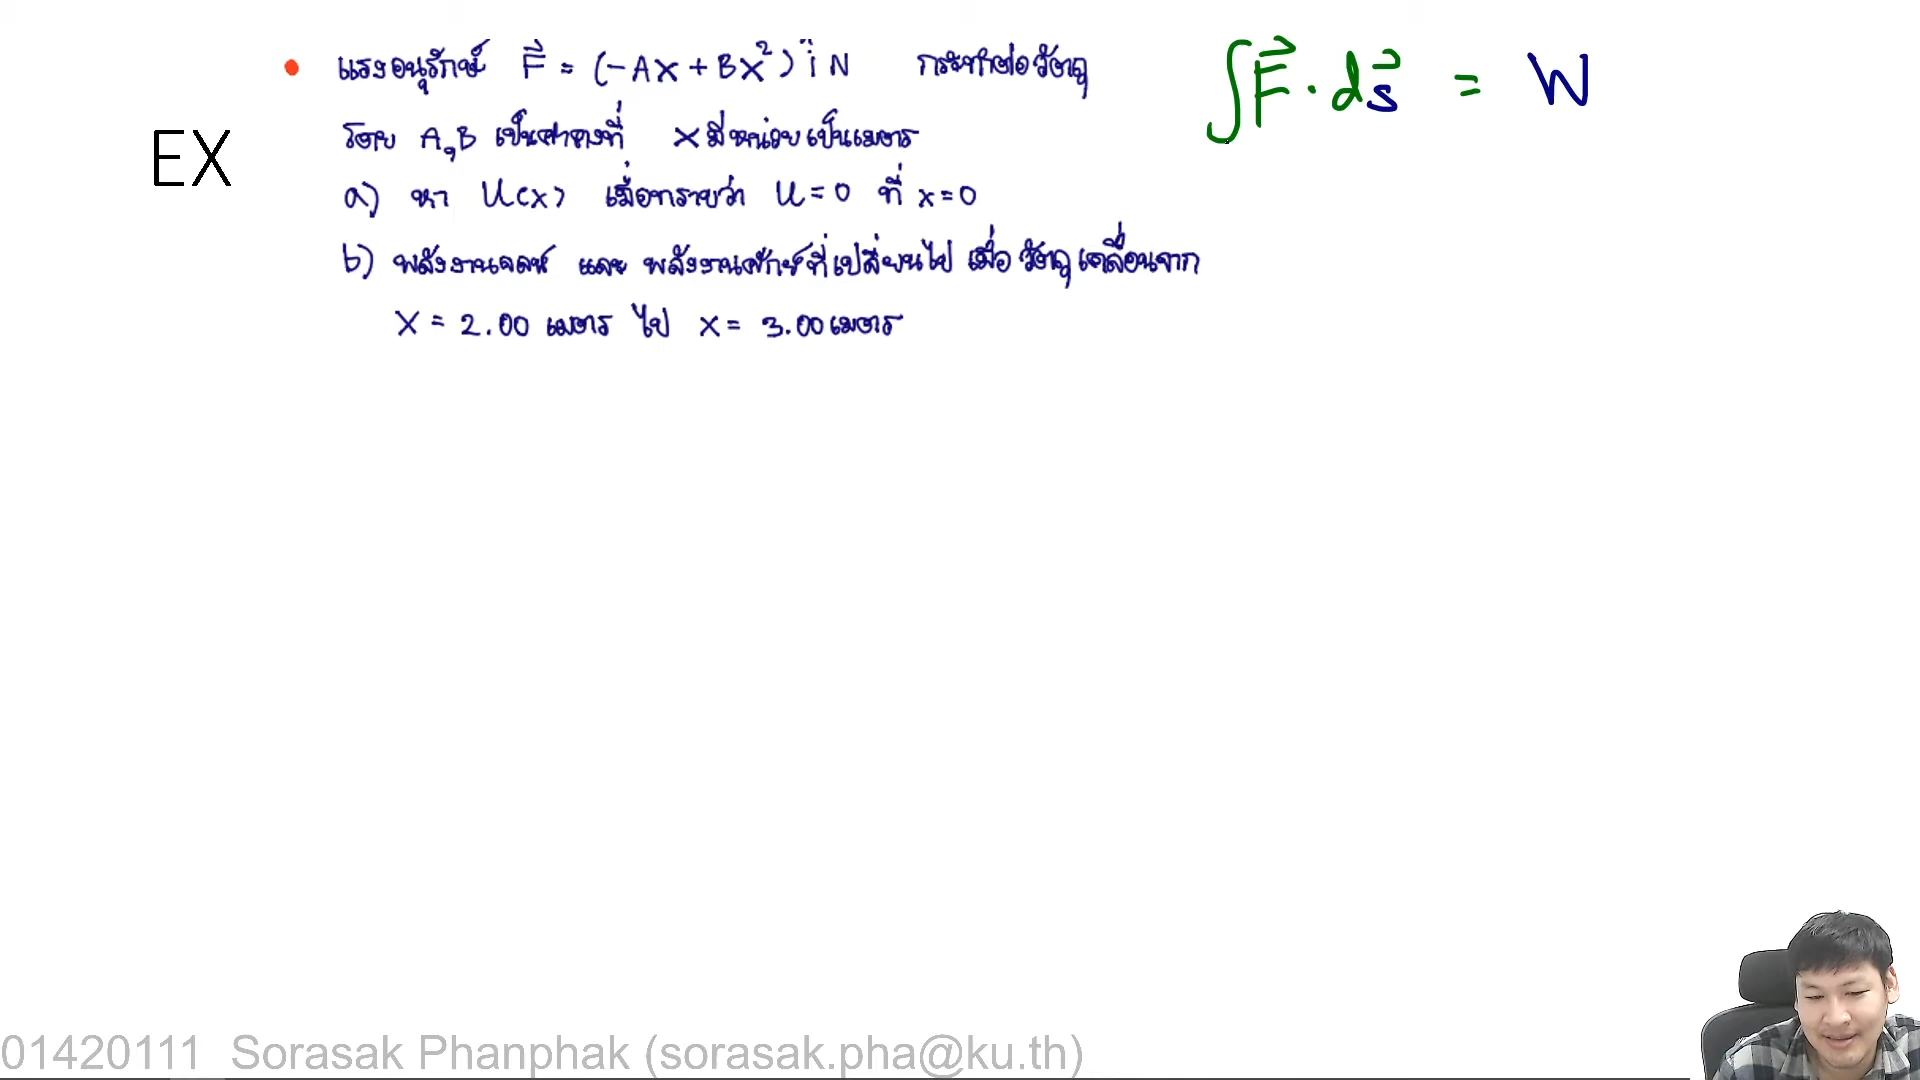 • แรงอนุรักษ์ F⃗ = (-Ax + Bx²) î N กระทำต่อวัตถุ
∫F⃗ · ds⃗ = W
EX
โดย A, B เป็นค่าคงที่ x มีหน่วยเป็นเมตร
a) หา U(x) เมื่อทราบว่า U = 0 ที่ x = 0
b) พลังงานจลน์ และ พลังงานศักย์ที่เปลี่ยนไป เมื่อ วัตถุเคลื่อนจาก
x = 2.00 เมตร ไป x = 3.00 เมตร
01420111 Sorasak Phanphak (sorasak.pha@ku.th)